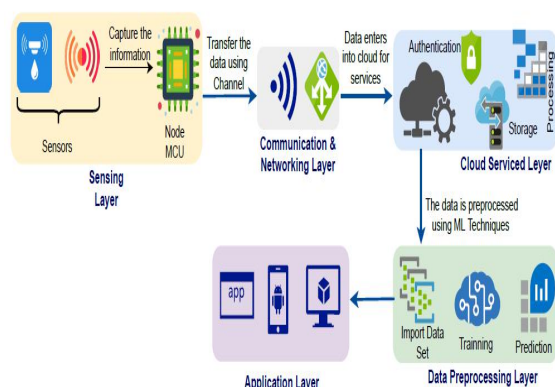 Capture the
information
Sensors
Node
MCU
Sensing
Layer
Transfer the
data using
Channel
Communication &
Networking Layer
Data enters
into cloud for
services
Authentication
Processing
Storage
Cloud Serviced Leyer
The data is preprocessed
using ML Techniques
Import Data
Set
Trainning
Prediction
Data Preprocessing Layer
app
Application Layer